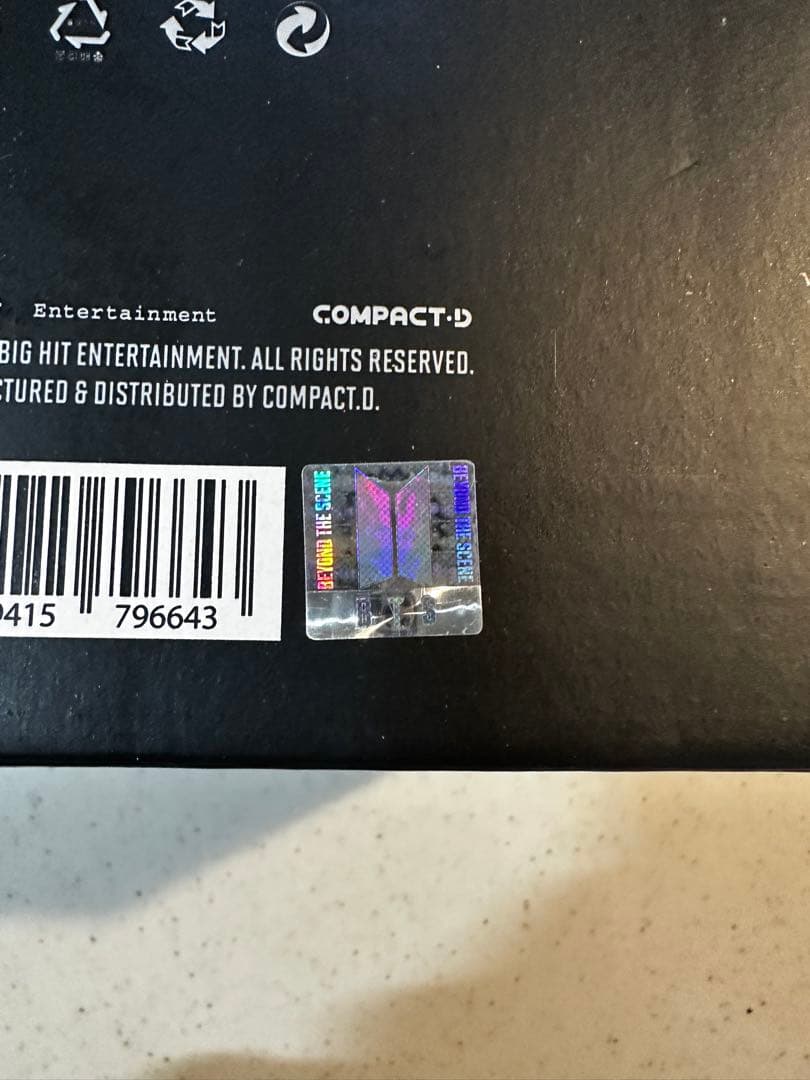 Entertainment COMPACT·D
BIG HIT ENTERTAINMENT. ALL RIGHTS RESERVED.
CTURED & DISTRIBUTED BY COMPACT.D.
BEYOND THE SCENE
BEYOND THE SCENE
415 796643